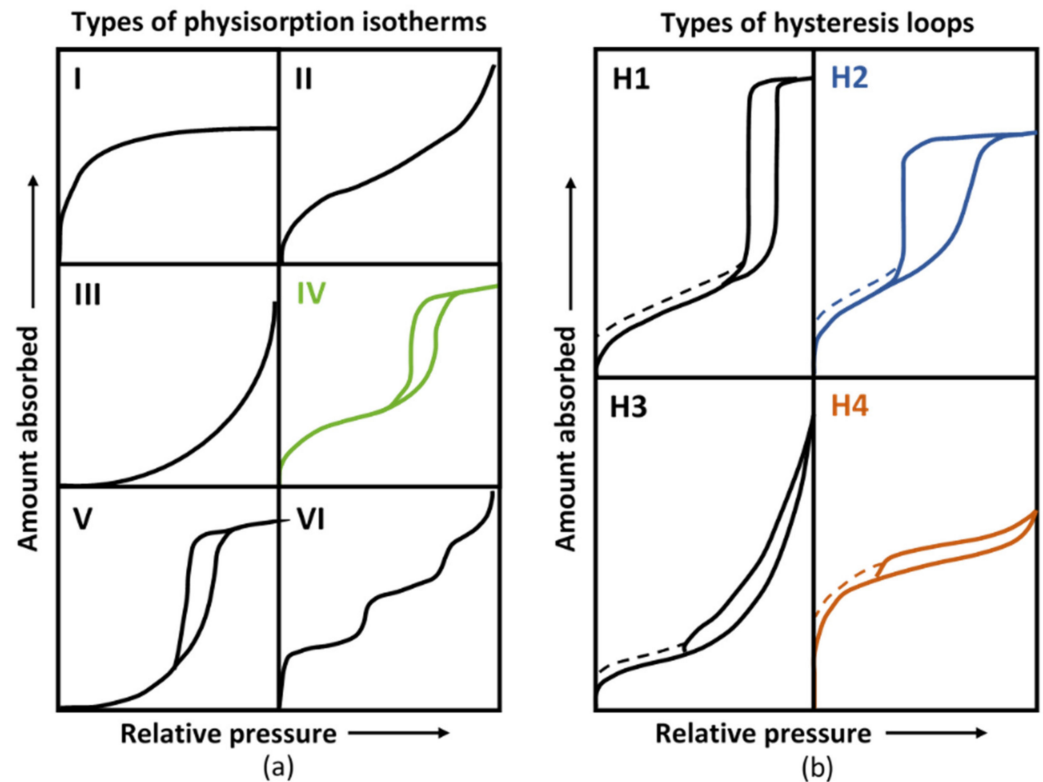 Types of physisorption isotherms
I
II
III
IV
V
VI
Amount absorbed
Relative pressure
(a)
Types of hysteresis loops
H1
H2
H3
H4
Amount absorbed
Relative pressure
(b)